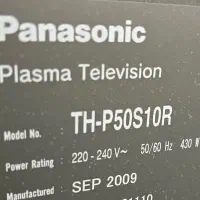 Panasonic
Plasma Television
Model No. : TH-P50S10R
Power Rating : 220 - 240 V~ 50/60 Hz 430 W
Manufactured : SEP 2009